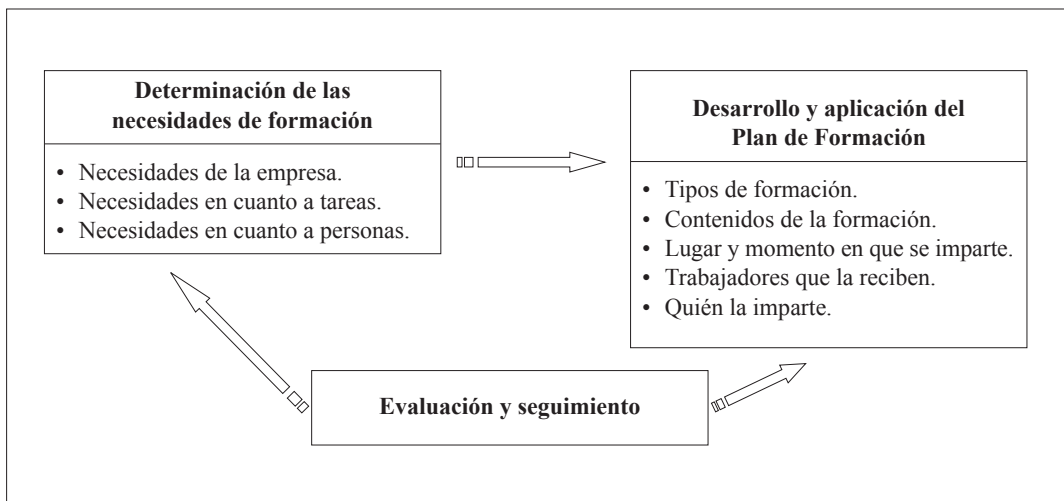 Determinación de las
necesidades de formación
• Necesidades de la empresa.
• Necesidades en cuanto a tareas.
• Necesidades en cuanto a personas.
Desarrollo y aplicación del
Plan de Formación
• Tipos de formación.
• Contenidos de la formación.
• Lugar y momento en que se imparte.
• Trabajadores que la reciben.
• Quién la imparte.
Evaluación y seguimiento